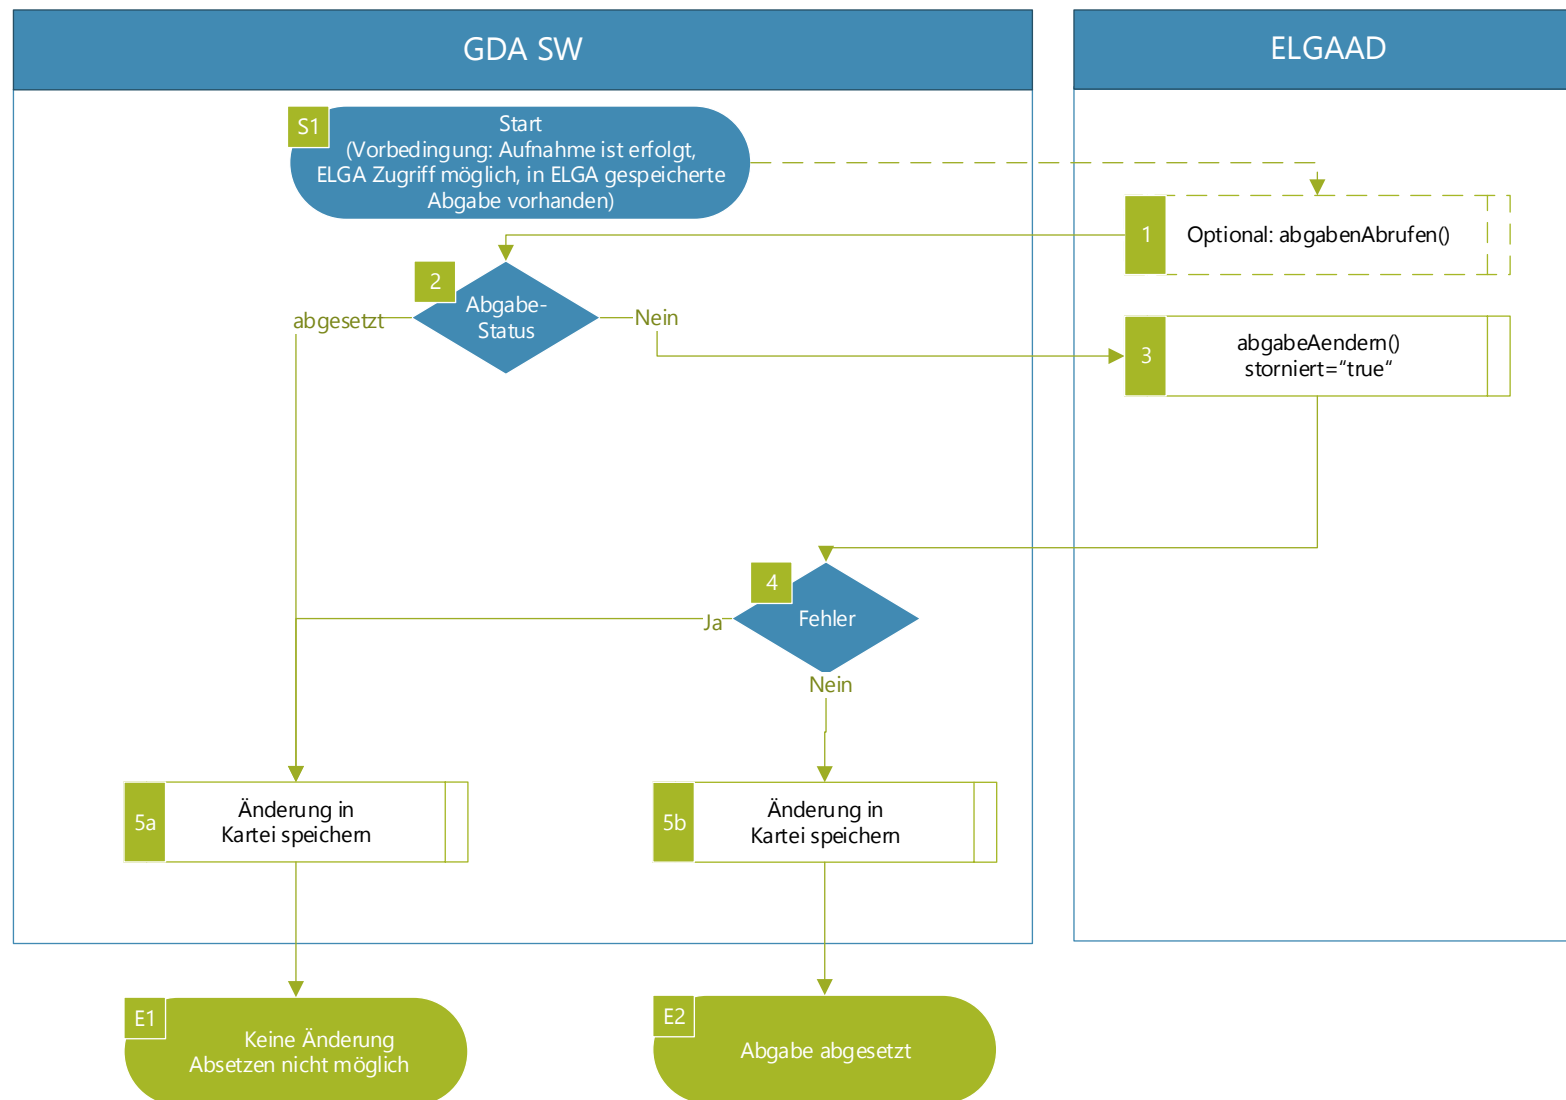 GDA SW
ELGAAD
S1
Start
(Vorbedingung: Aufnahme ist erfolgt,
ELGA Zugriff möglich, in ELGA gespeicherte
Abgabe vorhanden)
1
Optional: abgabenAbrufen()
2
Abgabe-
Status
abgesetzt
Nein
3
abgabeAendern()
storniert=“true“
4
Fehler
Ja
Nein
5a
Änderung in
Kartei speichern
5b
Änderung in
Kartei speichern
E1
Keine Änderung
Absetzen nicht möglich
E2
Abgabe abgesetzt